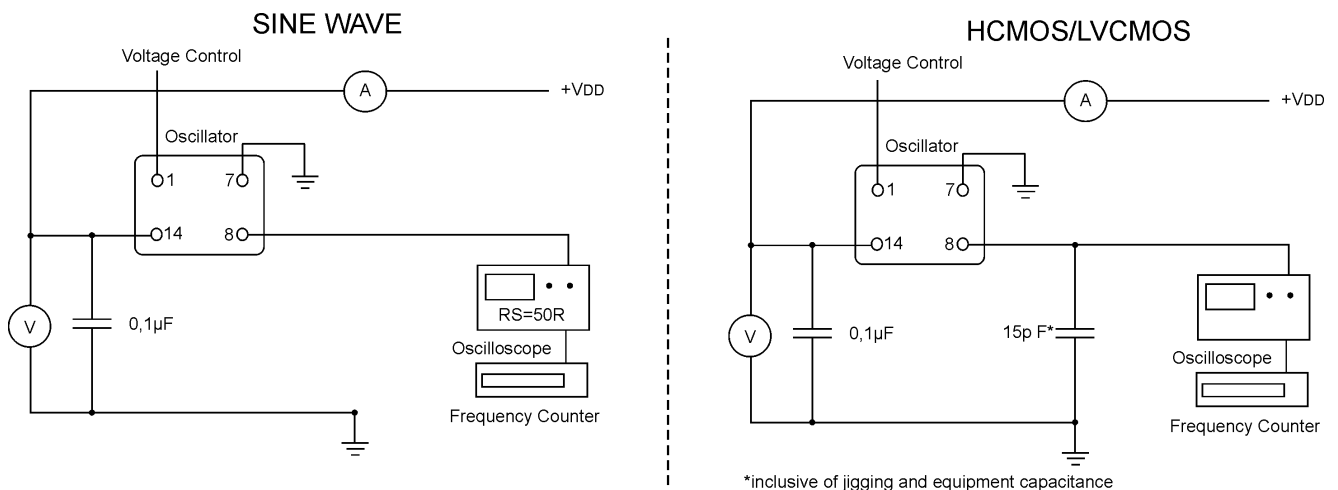 SINE WAVE
Voltage Control
A
+VDD
Oscillator
1
7
14
8
V
0,1µF
RS=50R
Oscilloscope
Frequency Counter
HCMOS/LVCMOS
Voltage Control
A
+VDD
Oscillator
1
7
14
8
V
0,1µF
15p F*
Oscilloscope
Frequency Counter
*inclusive of jigging and equipment capacitance